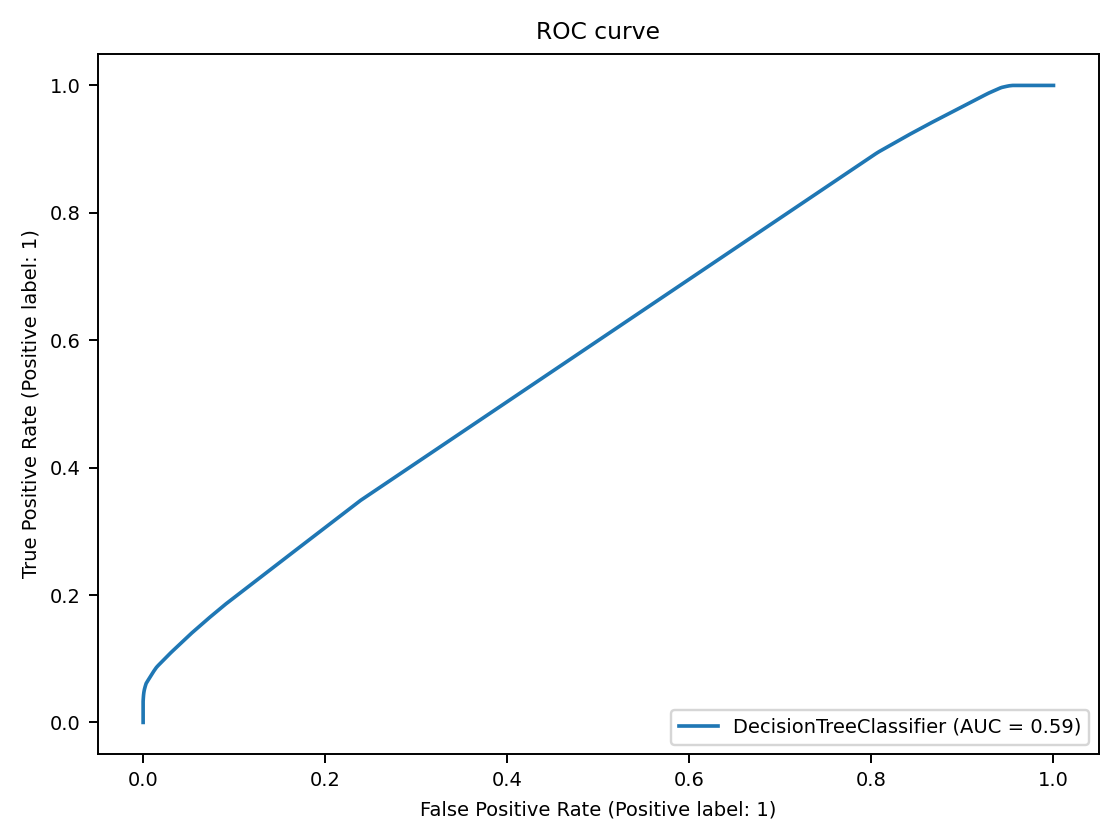 ROC curve
True Positive Rate (Positive label: 1)
1.0
0.8
0.6
0.4
0.2
0.0
DecisionTreeClassifier (AUC = 0.59)
0.0 0.2 0.4 0.6 0.8 1.0
False Positive Rate (Positive label: 1)